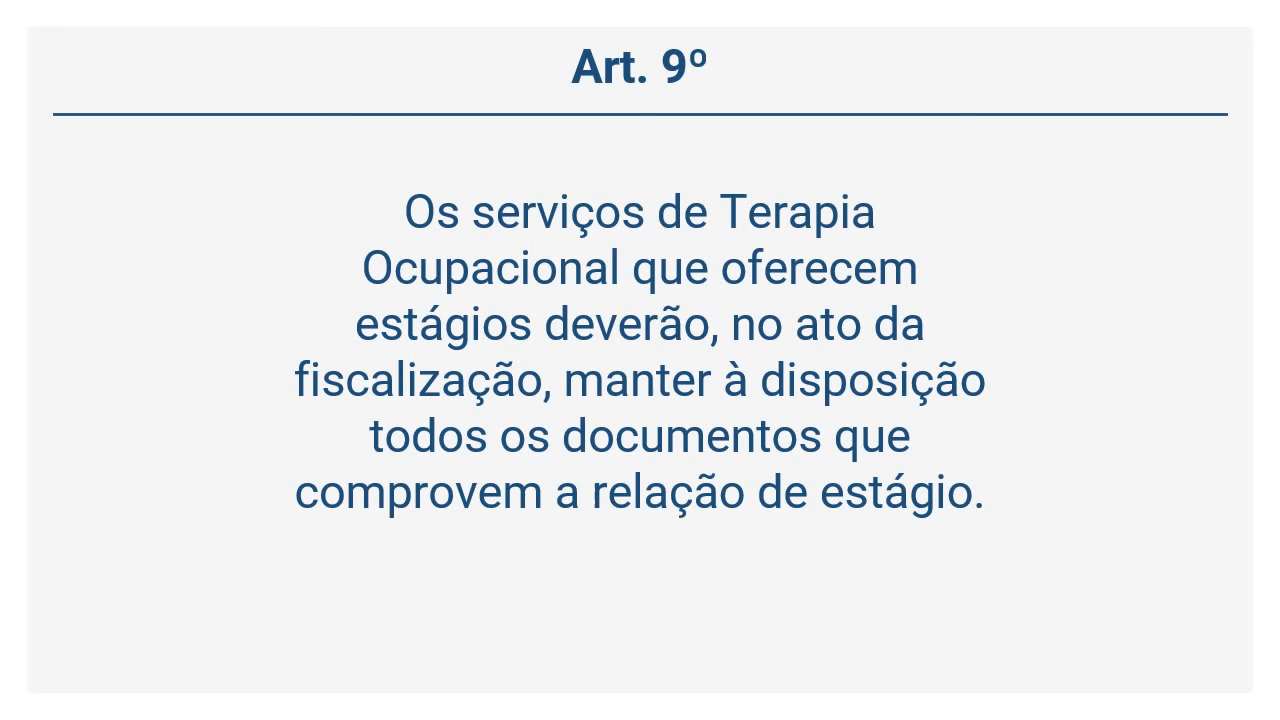 Art. 9º
Os serviços de Terapia
Ocupacional que oferecem
estágios deverão, no ato da
fiscalização, manter à disposição
todos os documentos que
comprovem a relação de estágio.